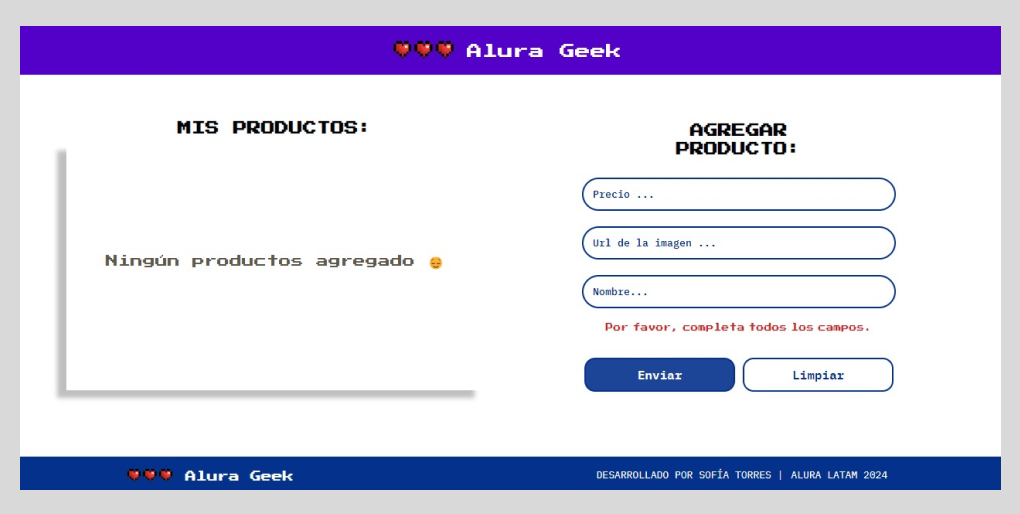 Alura Geek
MIS PRODUCTOS:
Ningún productos agregado
AGREGAR
PRODUCTO:
Precio ...
Url de la imagen ...
Nombre...
Por favor, completa todos los campos.
Enviar
Limpiar
Alura Geek
DESARROLLADO POR SOFÍA TORRES | ALURA LATAM 2024